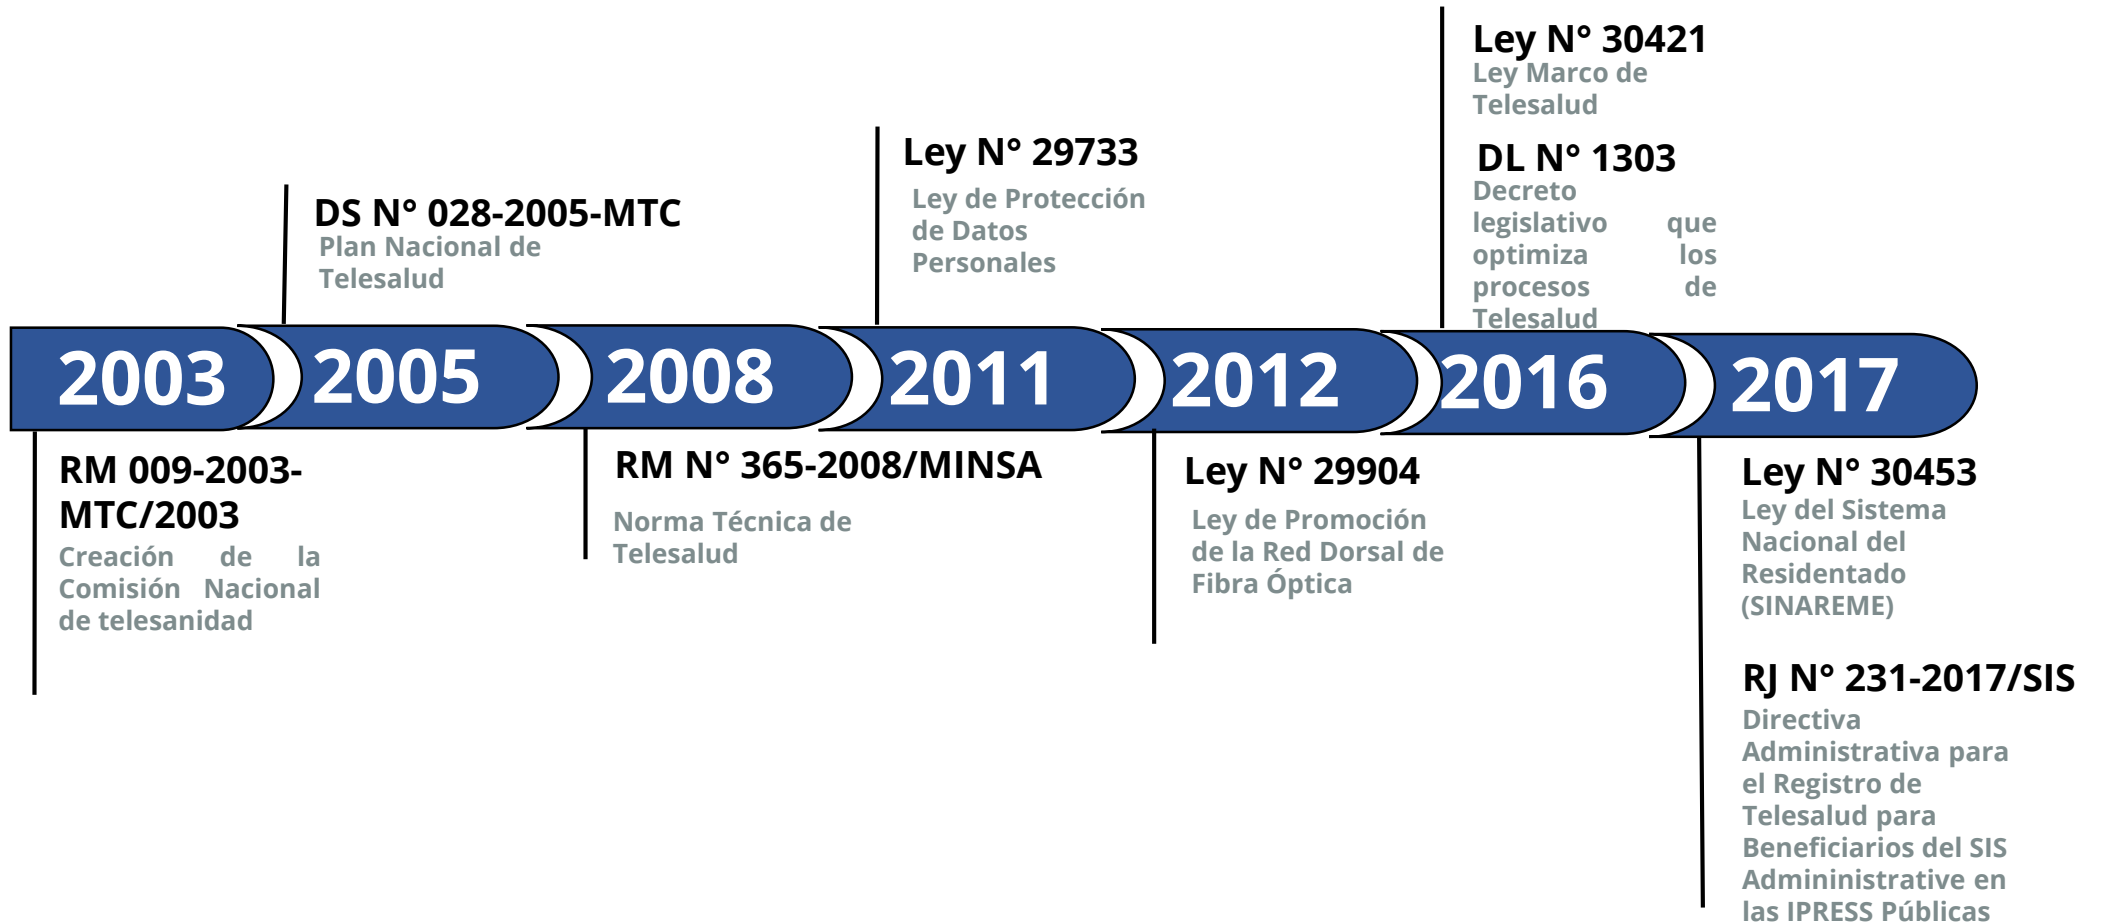 2003
RM 009-2003-
MTC/2003
Creación de la
Comisión Nacional
de telesanidad
DS N° 028-2005-MTC
Plan Nacional de
Telesalud
2005
2008
RM N° 365-2008/MINSA
Norma Técnica de
Telesalud
Ley N° 29733
Ley de Protección
de Datos
Personales
2011
2012
Ley N° 29904
Ley de Promoción
de la Red Dorsal de
Fibra Óptica
Ley N° 30421
Ley Marco de
Telesalud
DL N° 1303
Decreto
legislativo que
optimiza los
procesos de
Telesalud
2016
2017
Ley N° 30453
Ley del Sistema
Nacional del
Residentado
(SINAREME)
RJ N° 231-2017/SIS
Directiva
Administrativa para
el Registro de
Telesalud para
Beneficiarios del SIS
Admininistrative en
las IPRESS Públicas